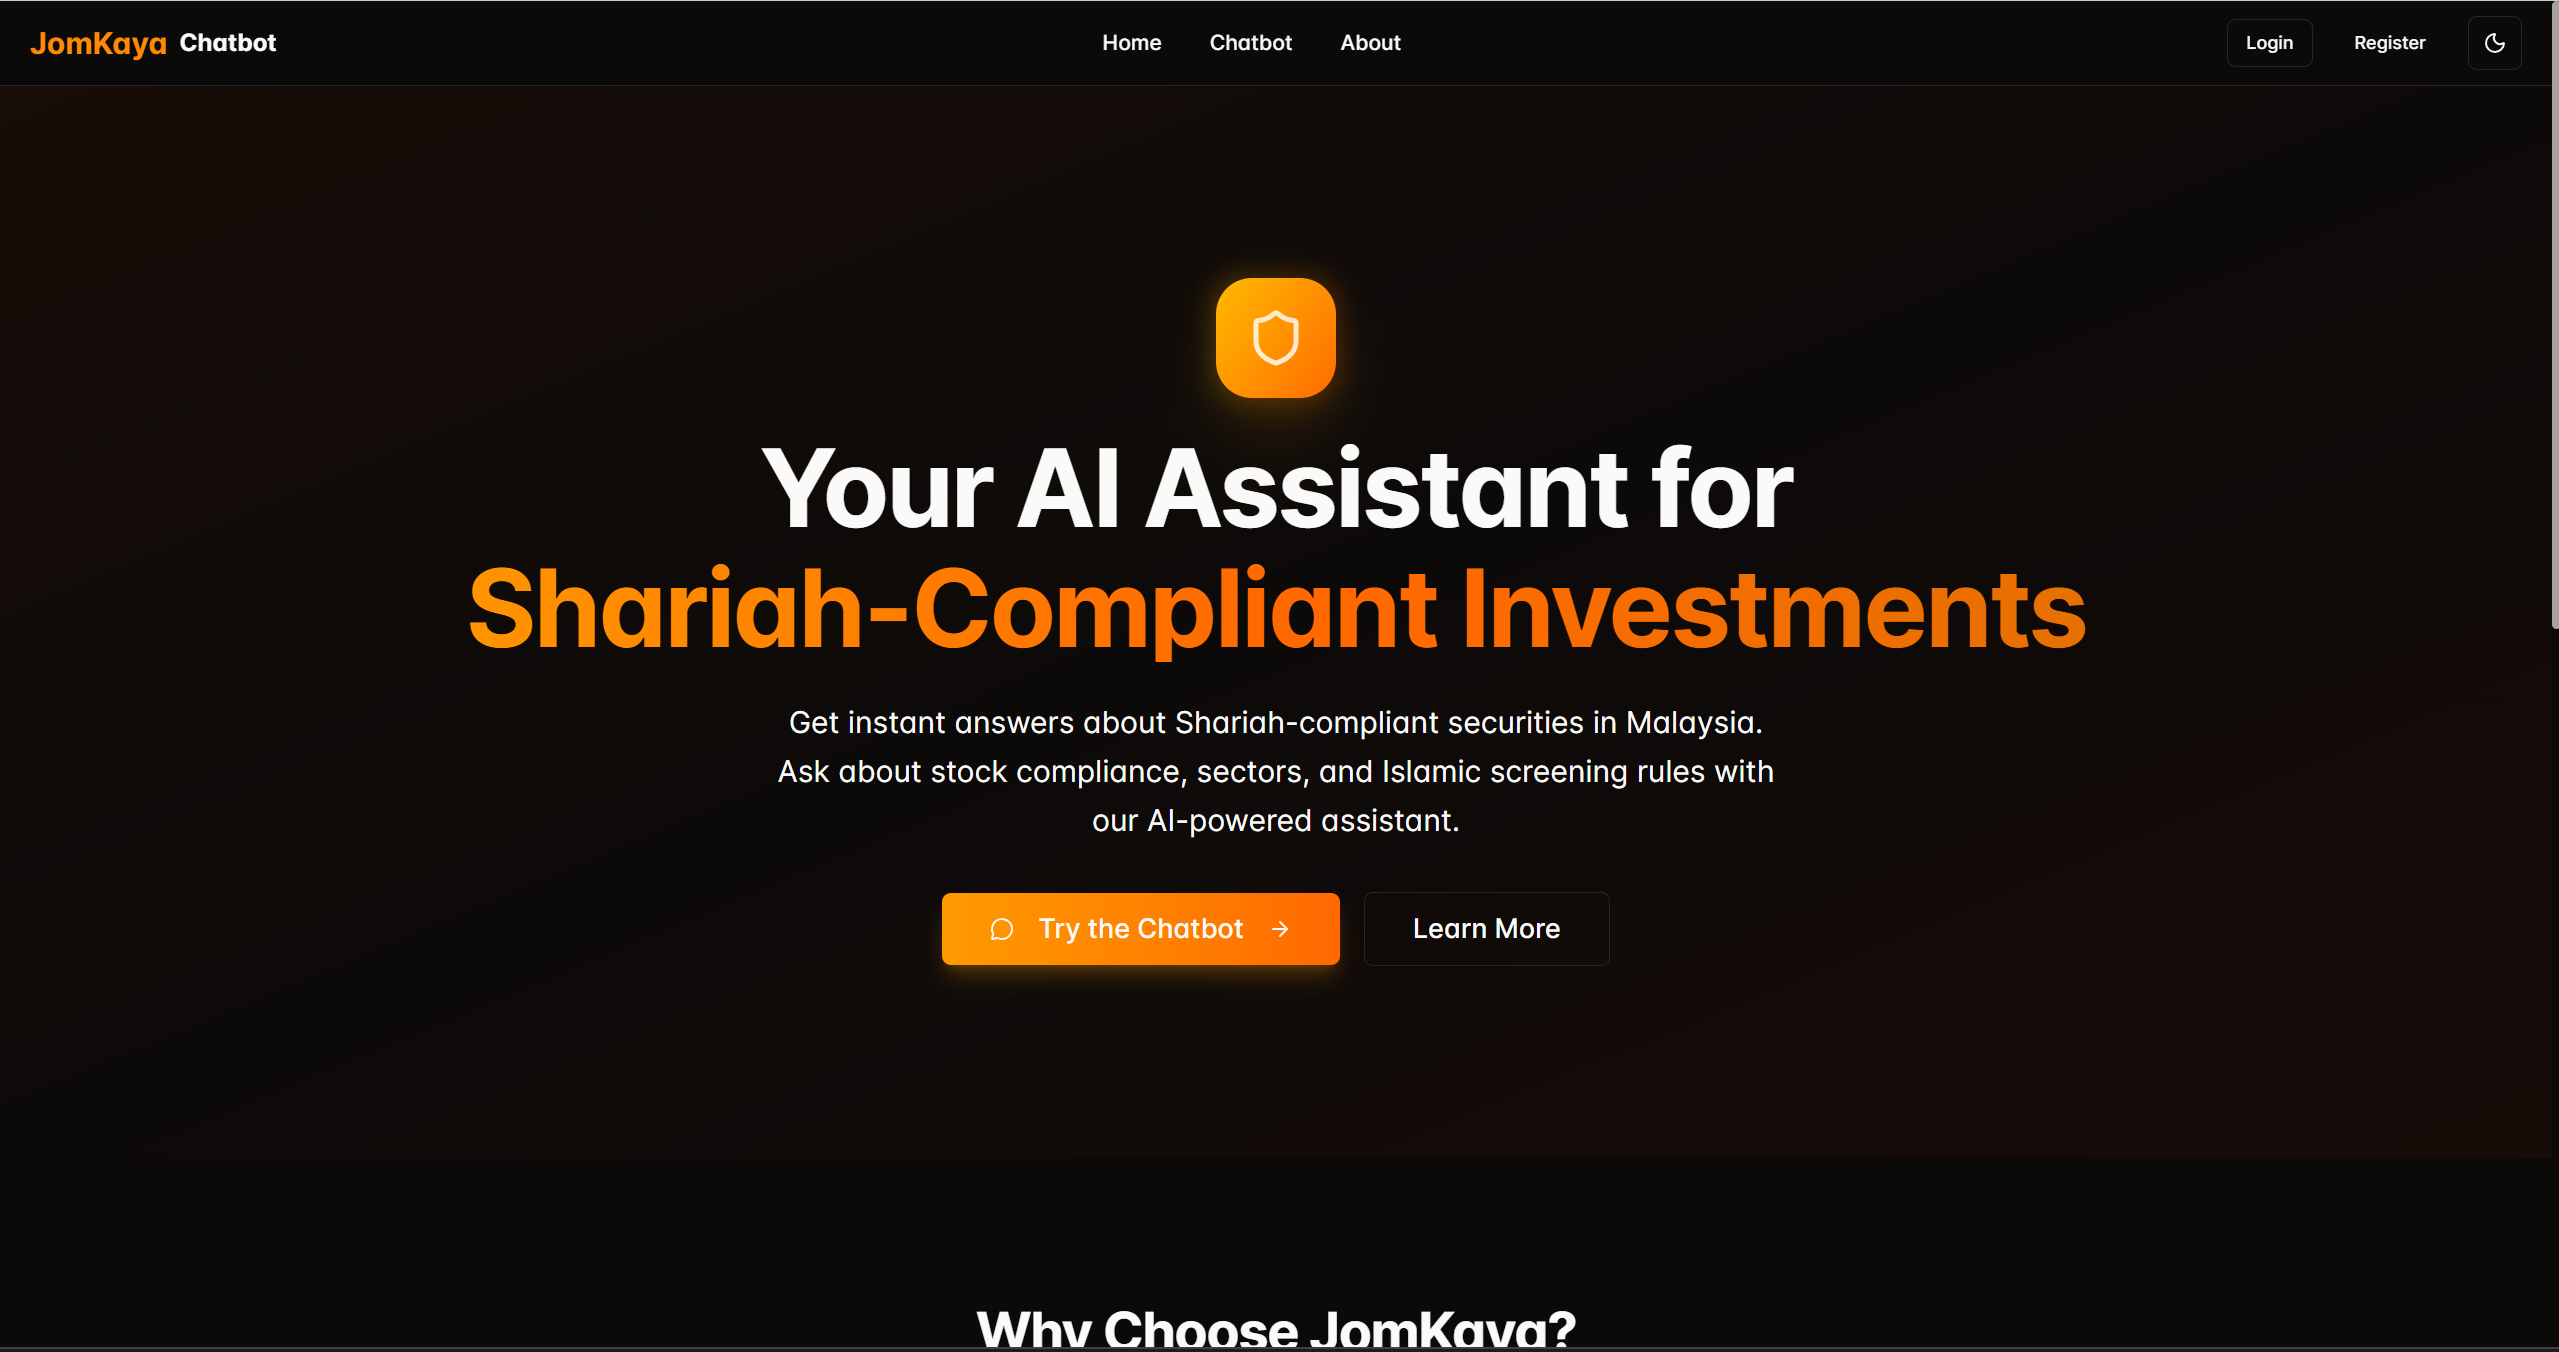 JomKaya Chatbot
Home Chatbot About
Login Register
Your AI Assistant for
Shariah-Compliant Investments
Get instant answers about Shariah-compliant securities in Malaysia.
Ask about stock compliance, sectors, and Islamic screening rules with
our AI-powered assistant.
Try the Chatbot
Learn More
Why Choose JomKaya?